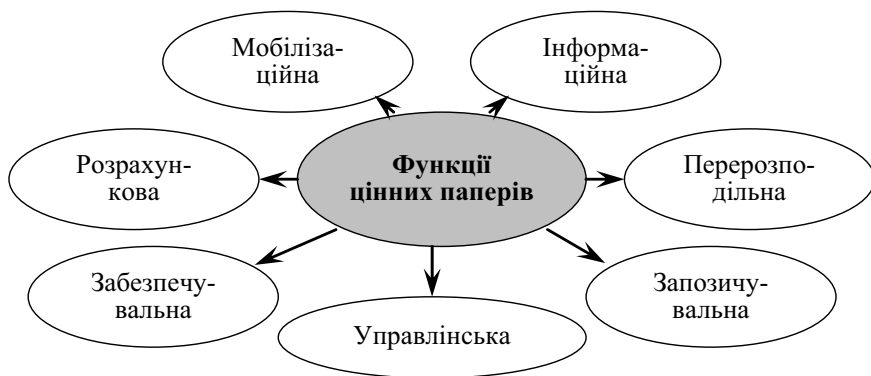 Мобіліза-
ційна
Інформа-
ційна
Розрахун-
кова
Функції
цінних паперів
Перерозпо-
дільна
Забезпечу-
вальна
Управлінська
Запозичу-
вальна